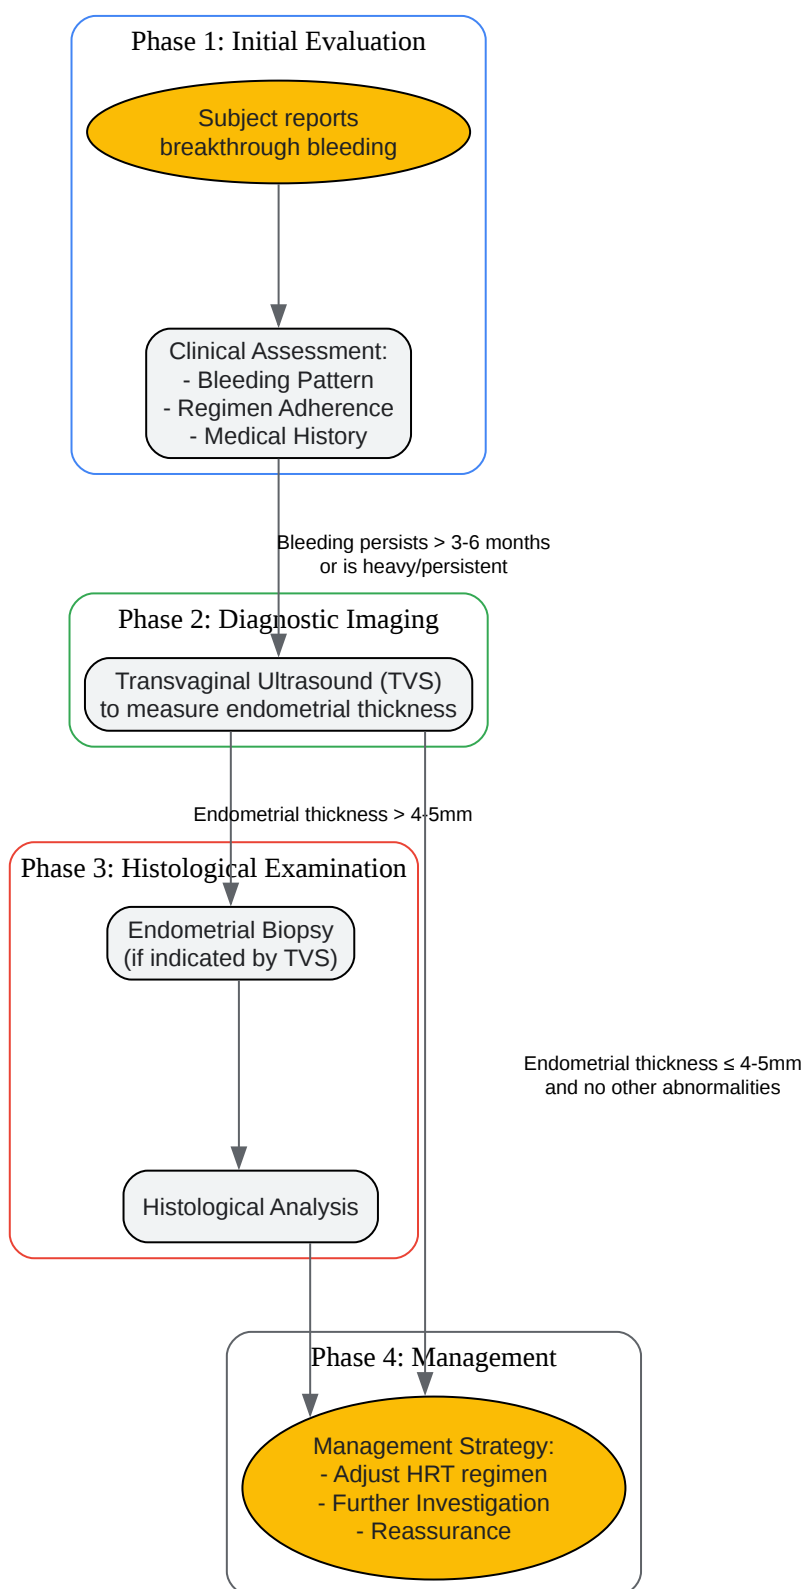 Phase 1: Initial Evaluation
Subject reports
breakthrough bleeding
Clinical Assessment:
- Bleeding Pattern
- Regimen Adherence
- Medical History
Bleeding persists > 3-6 months
or is heavy/persistent
Phase 2: Diagnostic Imaging
Transvaginal Ultrasound (TVS)
to measure endometrial thickness
Endometrial thickness > 4-5mm
Phase 3: Histological Examination
Endometrial Biopsy
(if indicated by TVS)
Endometrial thickness ≤ 4-5mm
and no other abnormalities
Histological Analysis
Phase 4: Management
Management Strategy:
- Adjust HRT regimen
- Further Investigation
- Reassurance